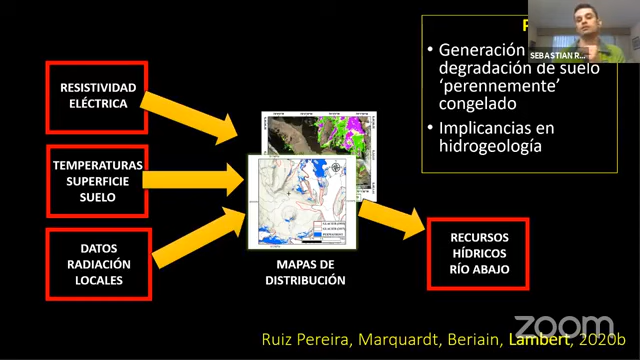 SEBASTIAN R...
• Generación
degradación de suelo
'perennemente'
congelado
• Implicancias en
hidrogeología
RESISTIVIDAD
ELÉCTRICA
TEMPERATURAS
SUPERFICIE
SUELO
DATOS
RADIACIÓN
LOCALES
MAPAS DE
DISTRIBUCIÓN
RECURSOS
HÍDRICOS
RÍO ABAJO
zoom
Ruiz Pereira, Marquardt, Beriain, Lambert, 2020b